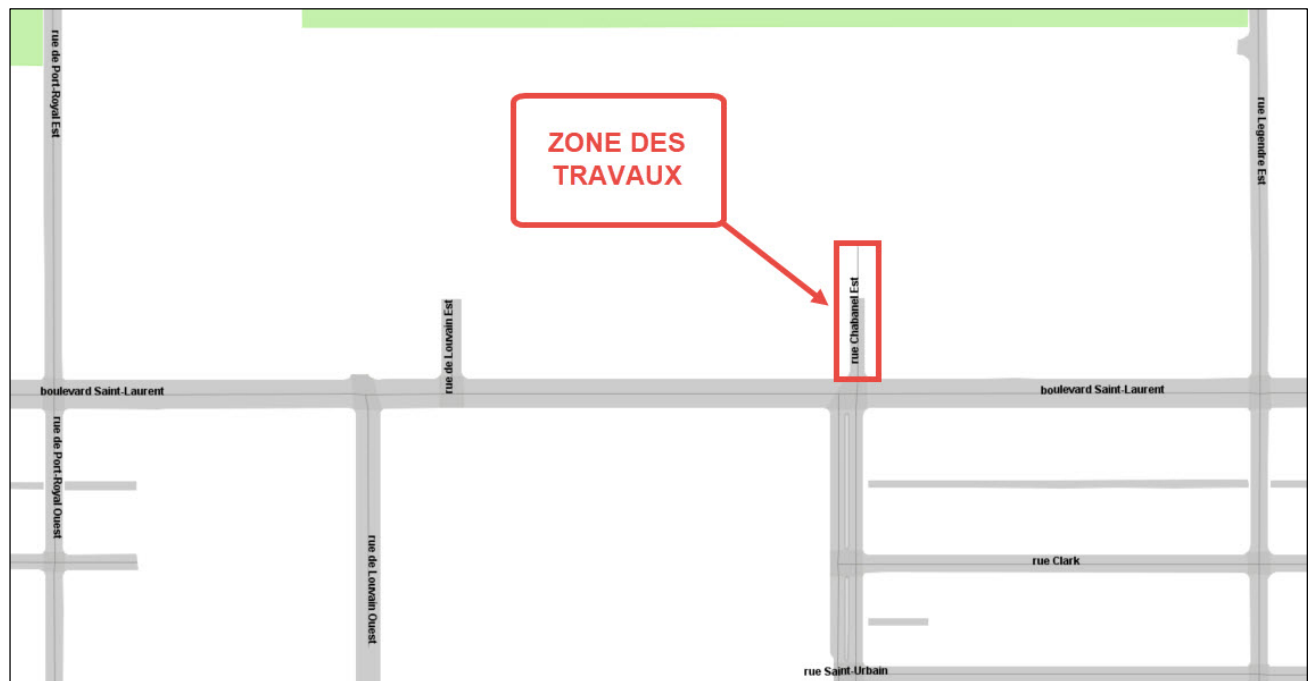 rue de Port-Royal Est
rue Legendre Est
ZONE DES
TRAVAUX
rue de Louvain Est
rue Chabanel Est
boulevard Saint-Laurent
boulevard Saint-Laurent
rue de Port-Royal Ouest
rue de Louvain Ouest
rue Clark
rue Saint-Urbain